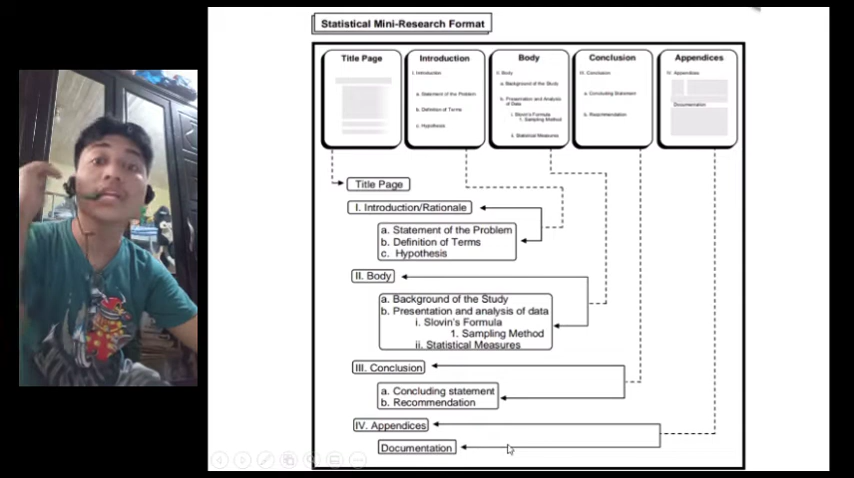 Statistical Mini-Research Format
Title Page
Introduction
I. Introduction
a. Statement of the Problem
b. Definition of Terms
c. Hypothesis
Body
II. Body
a. Background of the Study
b. Presentation and Analysis
of Data
i. Slovin's Formula
1. Sampling Method
ii. Statistical Measures
Conclusion
III. Conclusion
a. Concluding Statement
b. Recommendation
Appendices
IV. Appendices
Documentation
Title Page
I. Introduction/Rationale
a. Statement of the Problem
b. Definition of Terms
c. Hypothesis
II. Body
a. Background of the Study
b. Presentation and analysis of data
i. Slovin's Formula
1. Sampling Method
ii. Statistical Measures
III. Conclusion
a. Concluding statement
b. Recommendation
IV. Appendices
Documentation